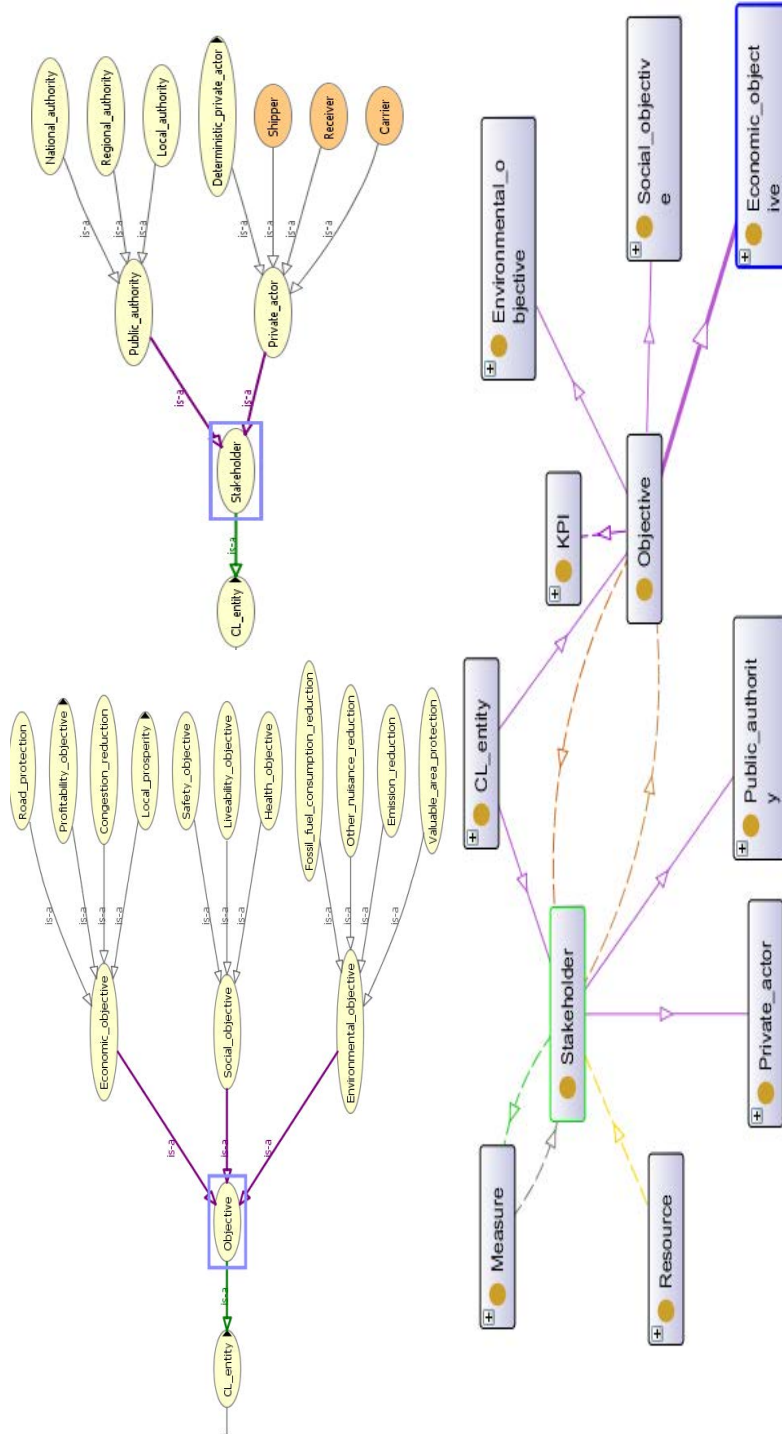 Road_protection
Profitability_objective
Congestion_reduction
Local_prosperity
Safety_objective
Liveability_objective
Health_objective
Fossil_fuel_consumption_reduction
Other_nuisance_reduction
Emission_reduction
Valuable_area_protection
is-a
is-a
is-a
is-a
is-a
is-a
is-a
is-a
is-a
is-a
is-a
Economic_objective
Social_objective
Environmental_objective
is-a
is-a
is-a
Objective
is-a
CL_entity
National_authority
Regional_authority
Local_authority
Deterministic_private_actor
Shipper
Receiver
Carrier
is-a
is-a
is-a
is-a
is-a
is-a
is-a
Public_authority
Private_actor
is-a
is-a
Stakeholder
is-a
CL_entity
CL_entity
Environmental_o
bjective
Measure
KPI
Stakeholder
Objective
Social_objectiv
e
Resource
Private_actor
Public_authorit
y
Economic_object
ive